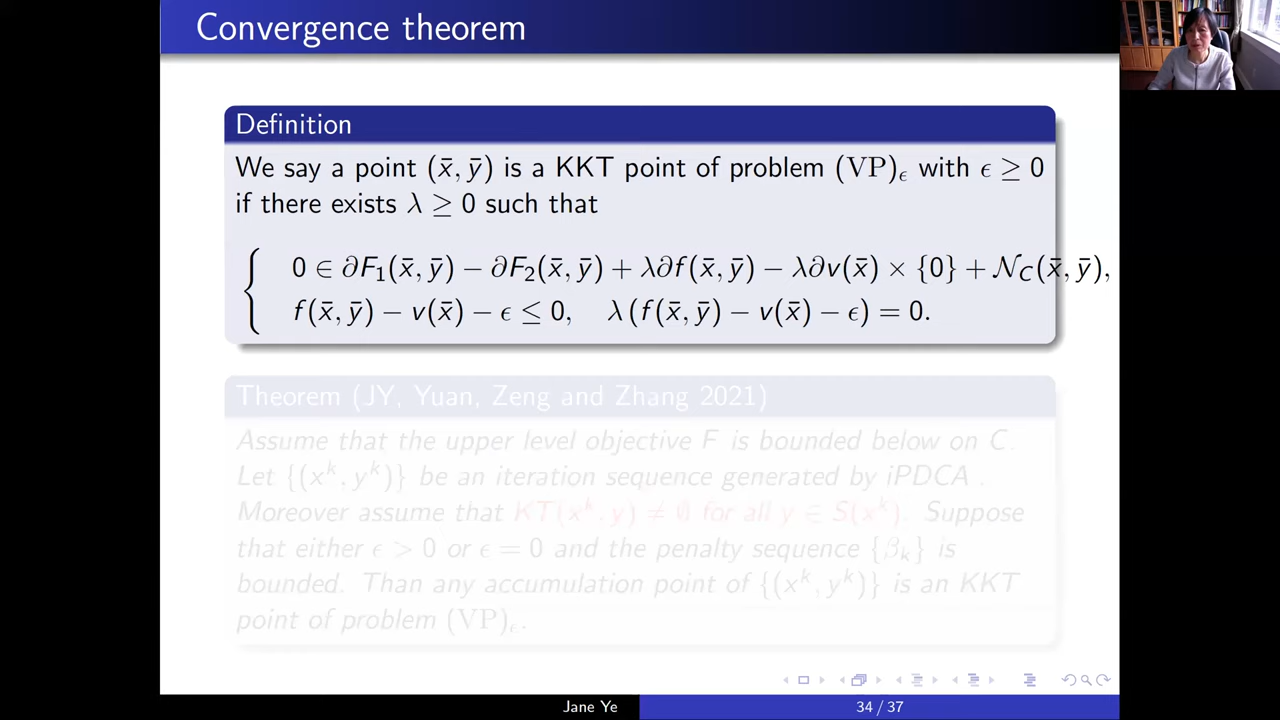 Convergence theorem
Definition
We say a point (x̄, ȳ) is a KKT point of problem (VP)_ϵ with ϵ ≥ 0
if there exists λ ≥ 0 such that
0 ∈ ∂F₁(x̄, ȳ) − ∂F₂(x̄, ȳ) + λ∂f(x̄, ȳ) − λ∂v(x̄) × {0} + 𝒩_C(x̄, ȳ),
f(x̄, ȳ) − v(x̄) − ϵ ≤ 0, λ(f(x̄, ȳ) − v(x̄) − ϵ) = 0.
Theorem (JY, Yuan, Zeng and Zhang 2021)
Assume that the upper level objective F is bounded below on C.
Let {(x^k, y^k)} be an iteration sequence generated by iPDCA .
Moreover assume that KT(x^k, y) ≠ ∅ for all y ∈ S(x^k). Suppose
that either ϵ > 0 or ϵ = 0 and the penalty sequence {β_k} is
bounded. Than any accumulation point of {(x^k, y^k)} is an KKT
point of problem (VP)_ϵ.
Jane Ye
34 / 37